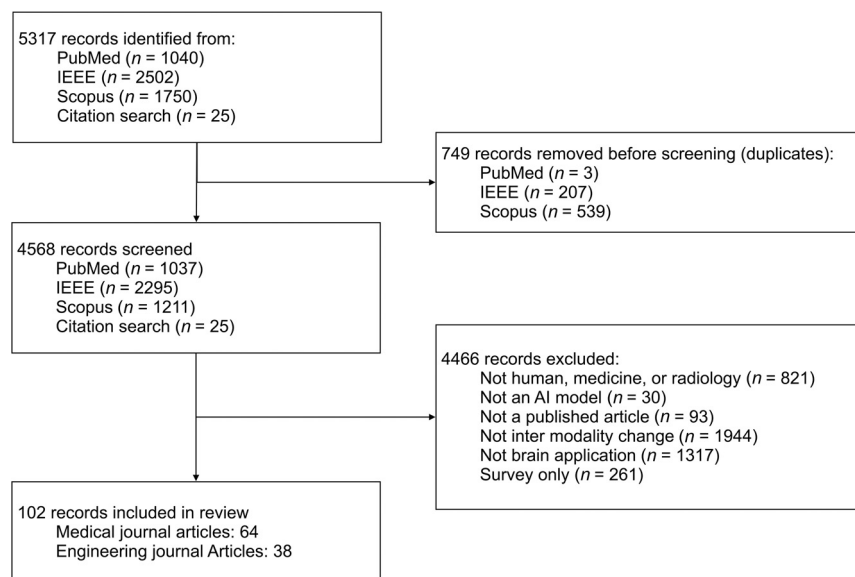 5317 records identified from:
PubMed (n = 1040)
IEEE (n = 2502)
Scopus (n = 1750)
Citation search (n = 25)
749 records removed before screening (duplicates):
PubMed (n = 3)
IEEE (n = 207)
Scopus (n = 539)
4568 records screened
PubMed (n = 1037)
IEEE (n = 2295)
Scopus (n = 1211)
Citation search (n = 25)
4466 records excluded:
Not human, medicine, or radiology (n = 821)
Not an AI model (n = 30)
Not a published article (n = 93)
Not inter modality change (n = 1944)
Not brain application (n = 1317)
Survey only (n = 261)
102 records included in review
Medical journal articles: 64
Engineering journal Articles: 38